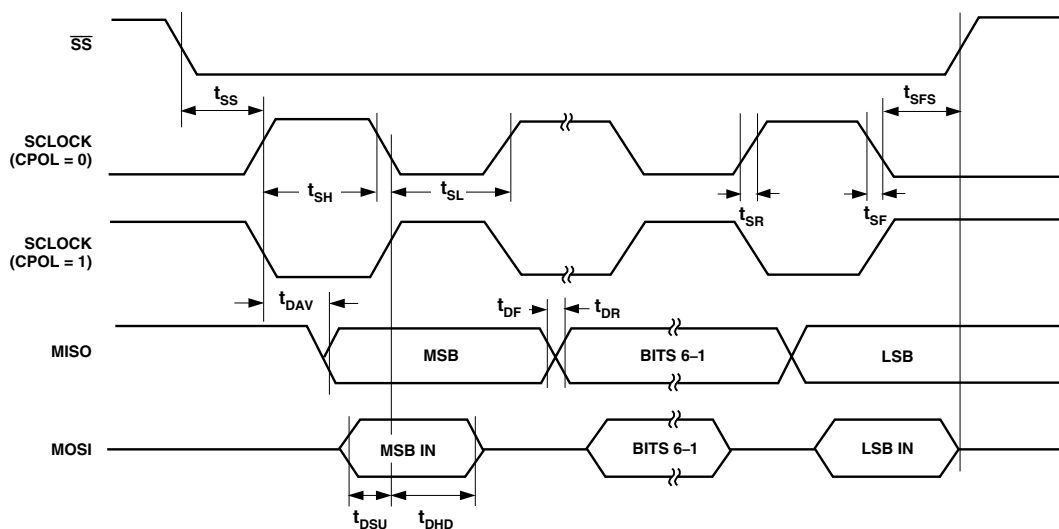 SS
tSS
tSFS
SCLOCK
(CPOL = 0)
tSH
tSL
tSR
tSF
SCLOCK
(CPOL = 1)
tDAV
tDF
tDR
MISO
MSB
BITS 6–1
LSB
MOSI
MSB IN
BITS 6–1
LSB IN
tDSU
tDHD